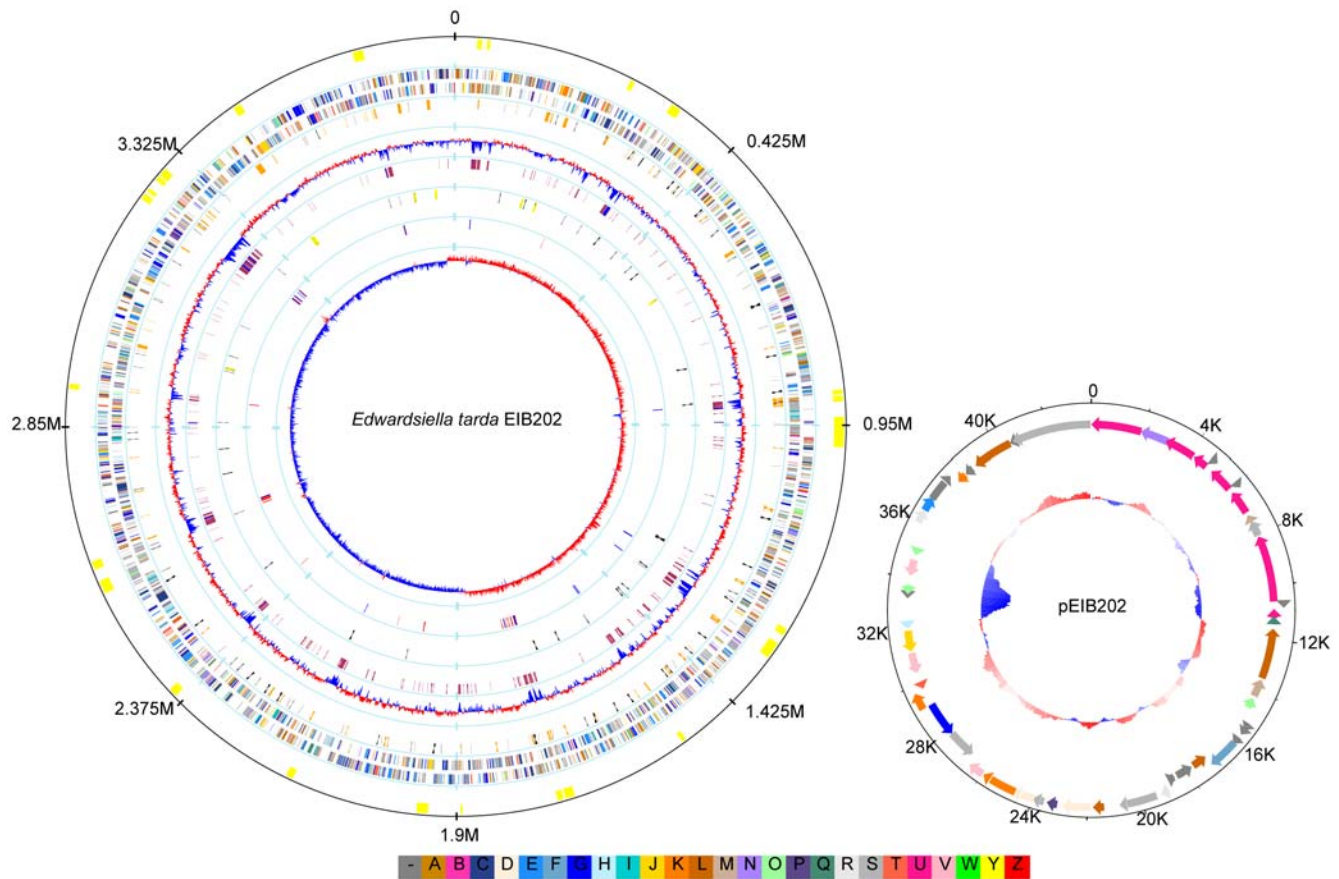 0
0.425M
0.95M
1.425M
1.9M
2.375M
2.85M
3.325M
Edwardsiella tarda EIB202
0
4K
8K
12K
16K
20K
24K
28K
32K
36K
40K
pEIB202
- A B C D E F G H I J K L M N O P Q R S T U V W Y Z